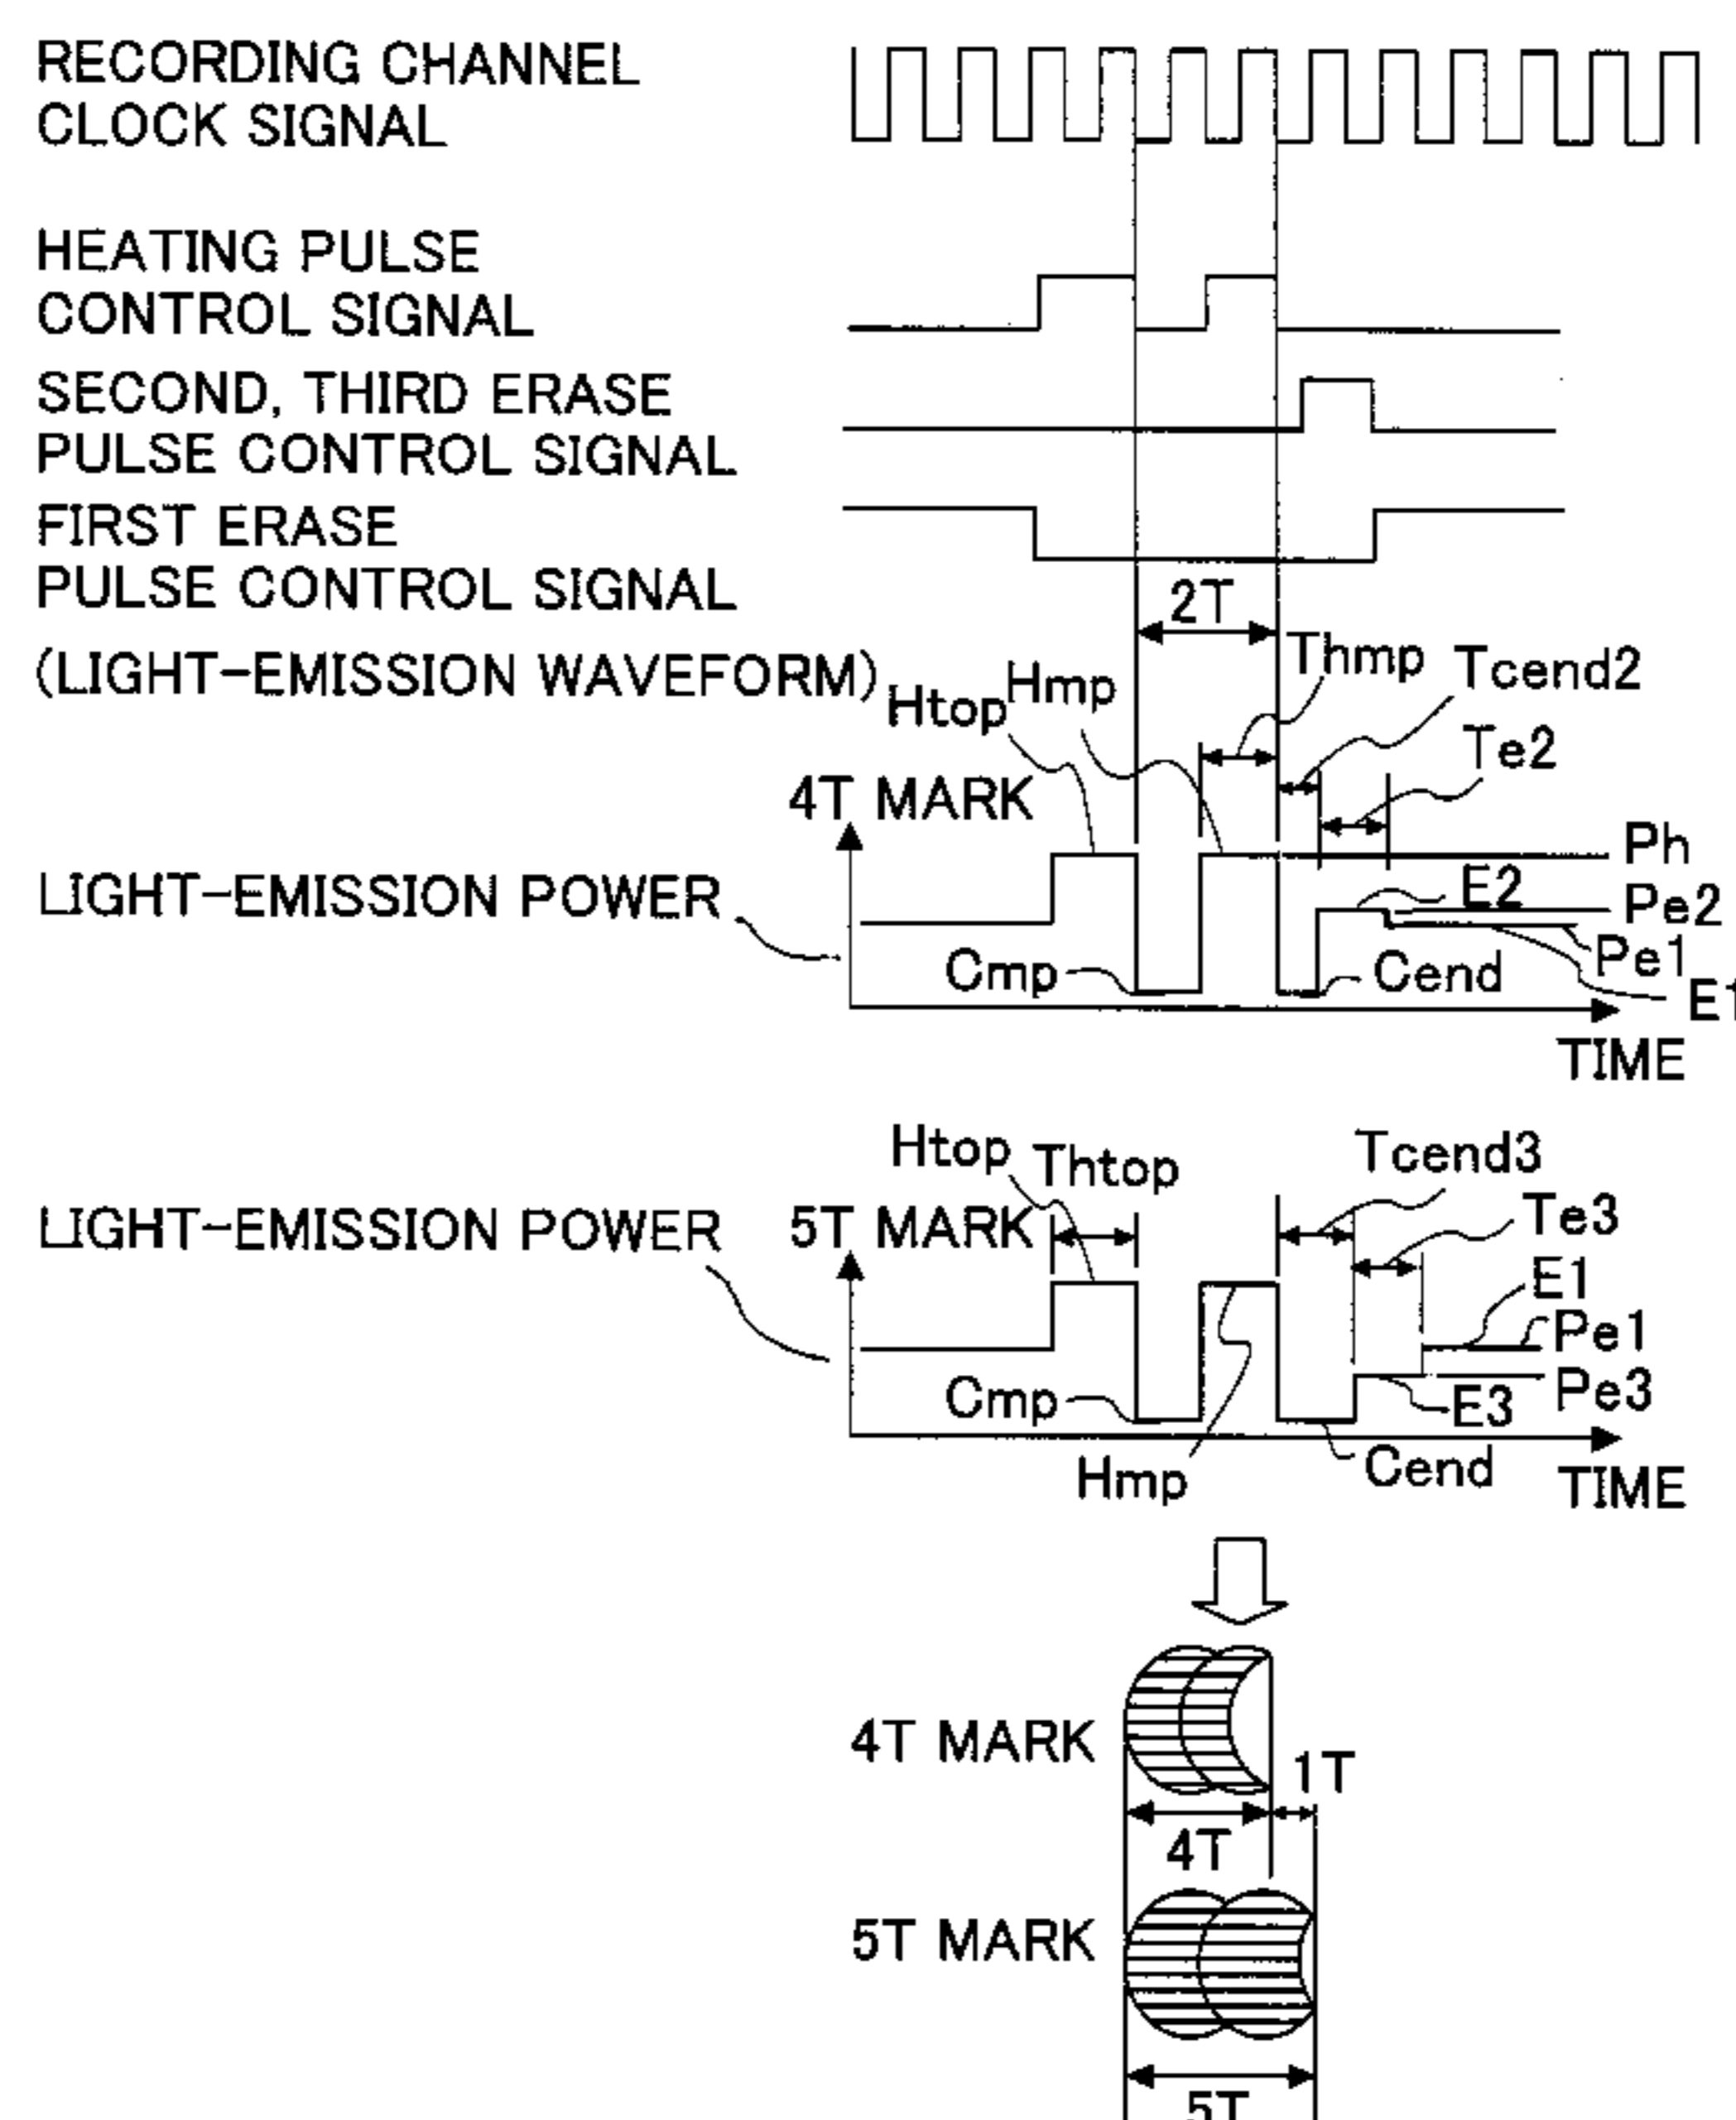 RECORDING CHANNEL
CLOCK SIGNAL
HEATING PULSE
CONTROL SIGNAL
SECOND, THIRD ERASE
PULSE CONTROL SIGNAL
FIRST ERASE
PULSE CONTROL SIGNAL
2T
(LIGHT-EMISSION WAVEFORM)
Htop
Hmp
Thmp
Tcend2
Te2
4T MARK
Ph
LIGHT-EMISSION POWER
E2
Pe2
Cmp
Cend
Pe1
E1
TIME
Htop
Thtop
Tcend3
LIGHT-EMISSION POWER
5T MARK
Te3
E1
Pe1
Cmp
E3
Pe3
Hmp
Cend
TIME
4T MARK
1T
4T
5T MARK
5T